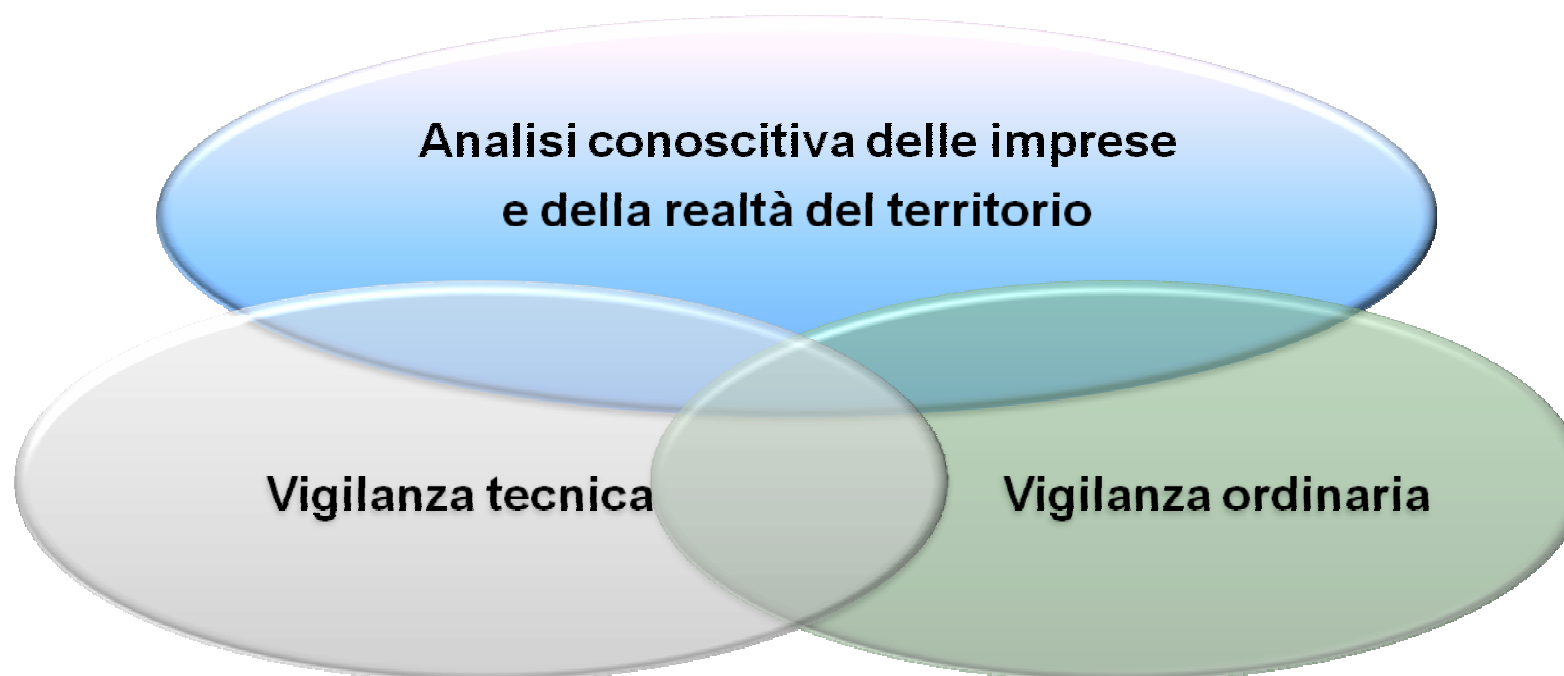 Analisi conoscitiva delle imprese
e della realtà del territorio
Vigilanza tecnica
Vigilanza ordinaria